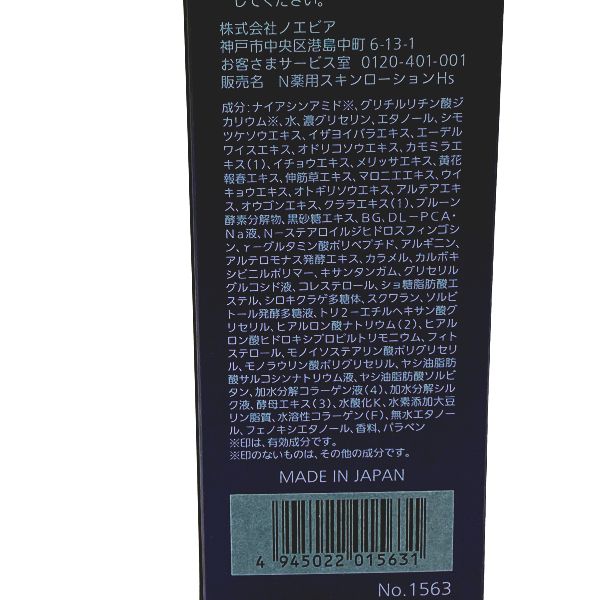 してください。
株式会社ノエビア
神戸市中央区港島中町 6-13-1
お客さまサービス室 0120-401-001
販売名 N薬用スキンローションHs
成分：ナイアシンアミド※、グリチルリチン酸ジ
カリウム※、水、濃グリセリン、エタノール、シモ
ツケソウエキス、イザヨイバラエキス、エーデル
ワイスエキス、オドリコソウエキス、カモミラエ
キス(1)、イチョウエキス、メリッサエキス、黄花
報春エキス、伸筋草エキス、マロニエエキス、ウイ
キョウエキス、オトギリソウエキス、アルテアエキ
ス、オウゴンエキス、クララエキス(1)、プルーン
酵素分解物、黒砂糖エキス、BG、DL－PCA・
Na液、N－ステアロイルジヒドロスフィンゴシ
ン、γ－グルタミン酸ポリペプチド、アルギニン、
アルテロモナス発酵エキス、カラメル、カルボキ
シビニルポリマー、キサンタンガム、グリセリル
グルコシド液、コレステロール、ショ糖脂肪酸エ
ステル、シロキクラゲ多糖体、スクワラン、ソルビ
トール発酵多糖液、トリ2－エチルヘキサン酸グ
リセリル、ヒアルロン酸ナトリウム(2)、ヒアル
ロン酸ヒドロキシプロピルトリモニウム、フィト
ステロール、モノイソステアリン酸ポリグリセリ
ル、モノラウリン酸ポリグリセリル、ヤシ油脂肪
酸サルコシンナトリウム液、ヤシ油脂肪酸ソルビ
タン、加水分解コラーゲン液(4)、加水分解シル
ク液、酵母エキス(3)、水酸化K、水素添加大豆
リン脂質、水溶性コラーゲン(F)、無水エタノー
ル、フェノキシエタノール、香料、パラベン
※印は、有効成分です。
※印のないものは、その他の成分です。
MADE IN JAPAN
4 945022 015631
No.1563